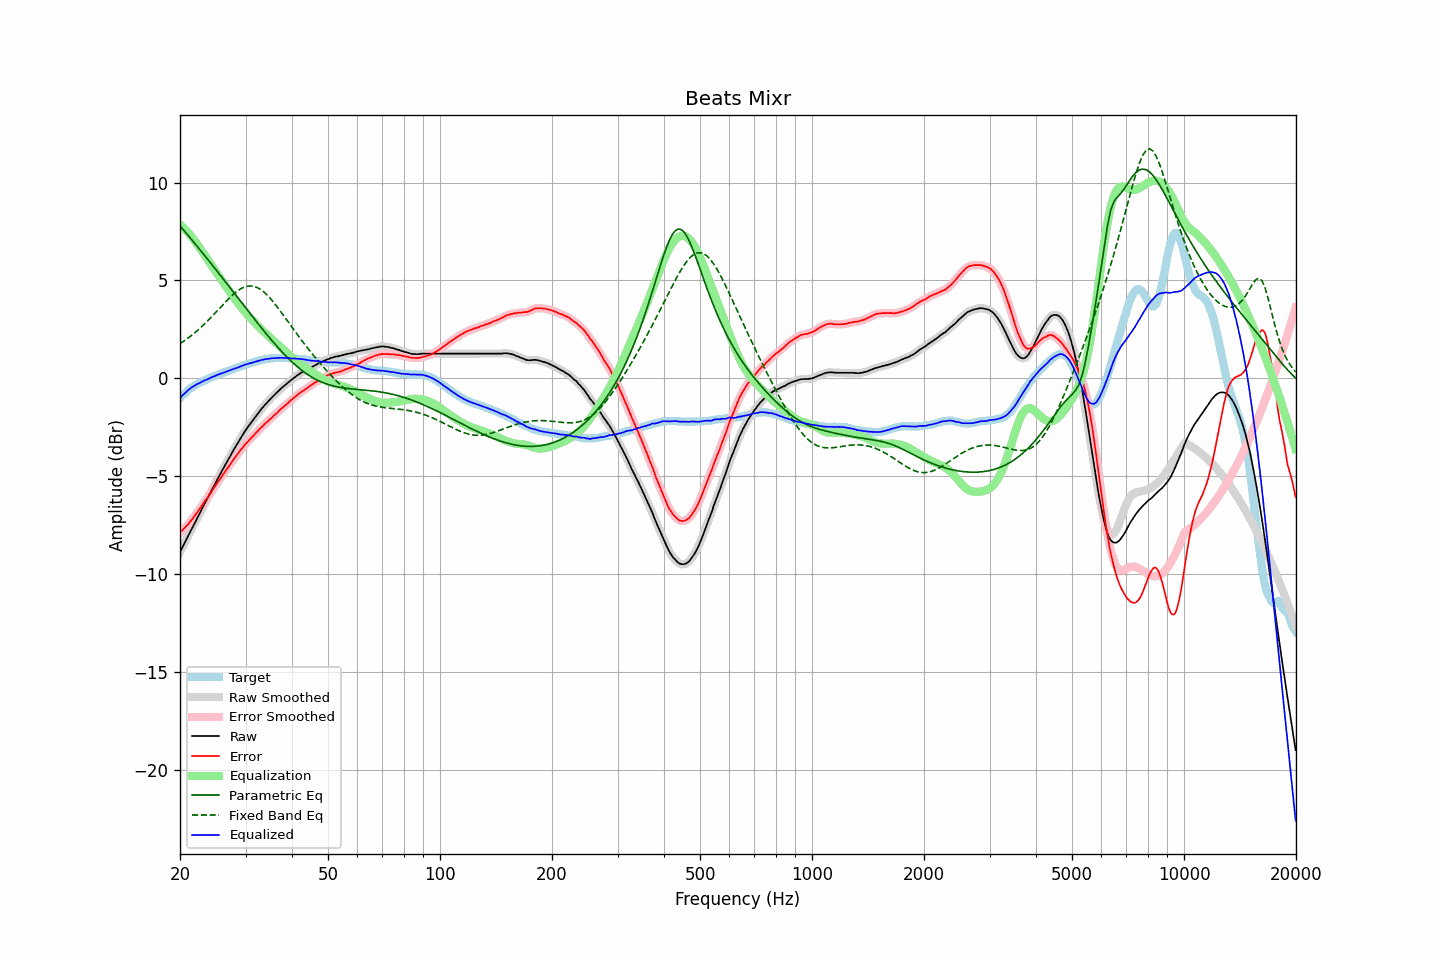 Beats Mixr
Amplitude (dBr)
10
5
0
−5
−10
−15
−20
Target
Raw Smoothed
Error Smoothed
Raw
Error
Equalization
Parametric Eq
Fixed Band Eq
Equalized
20 50 100 200 500 1000 2000 5000 10000 20000
Frequency (Hz)